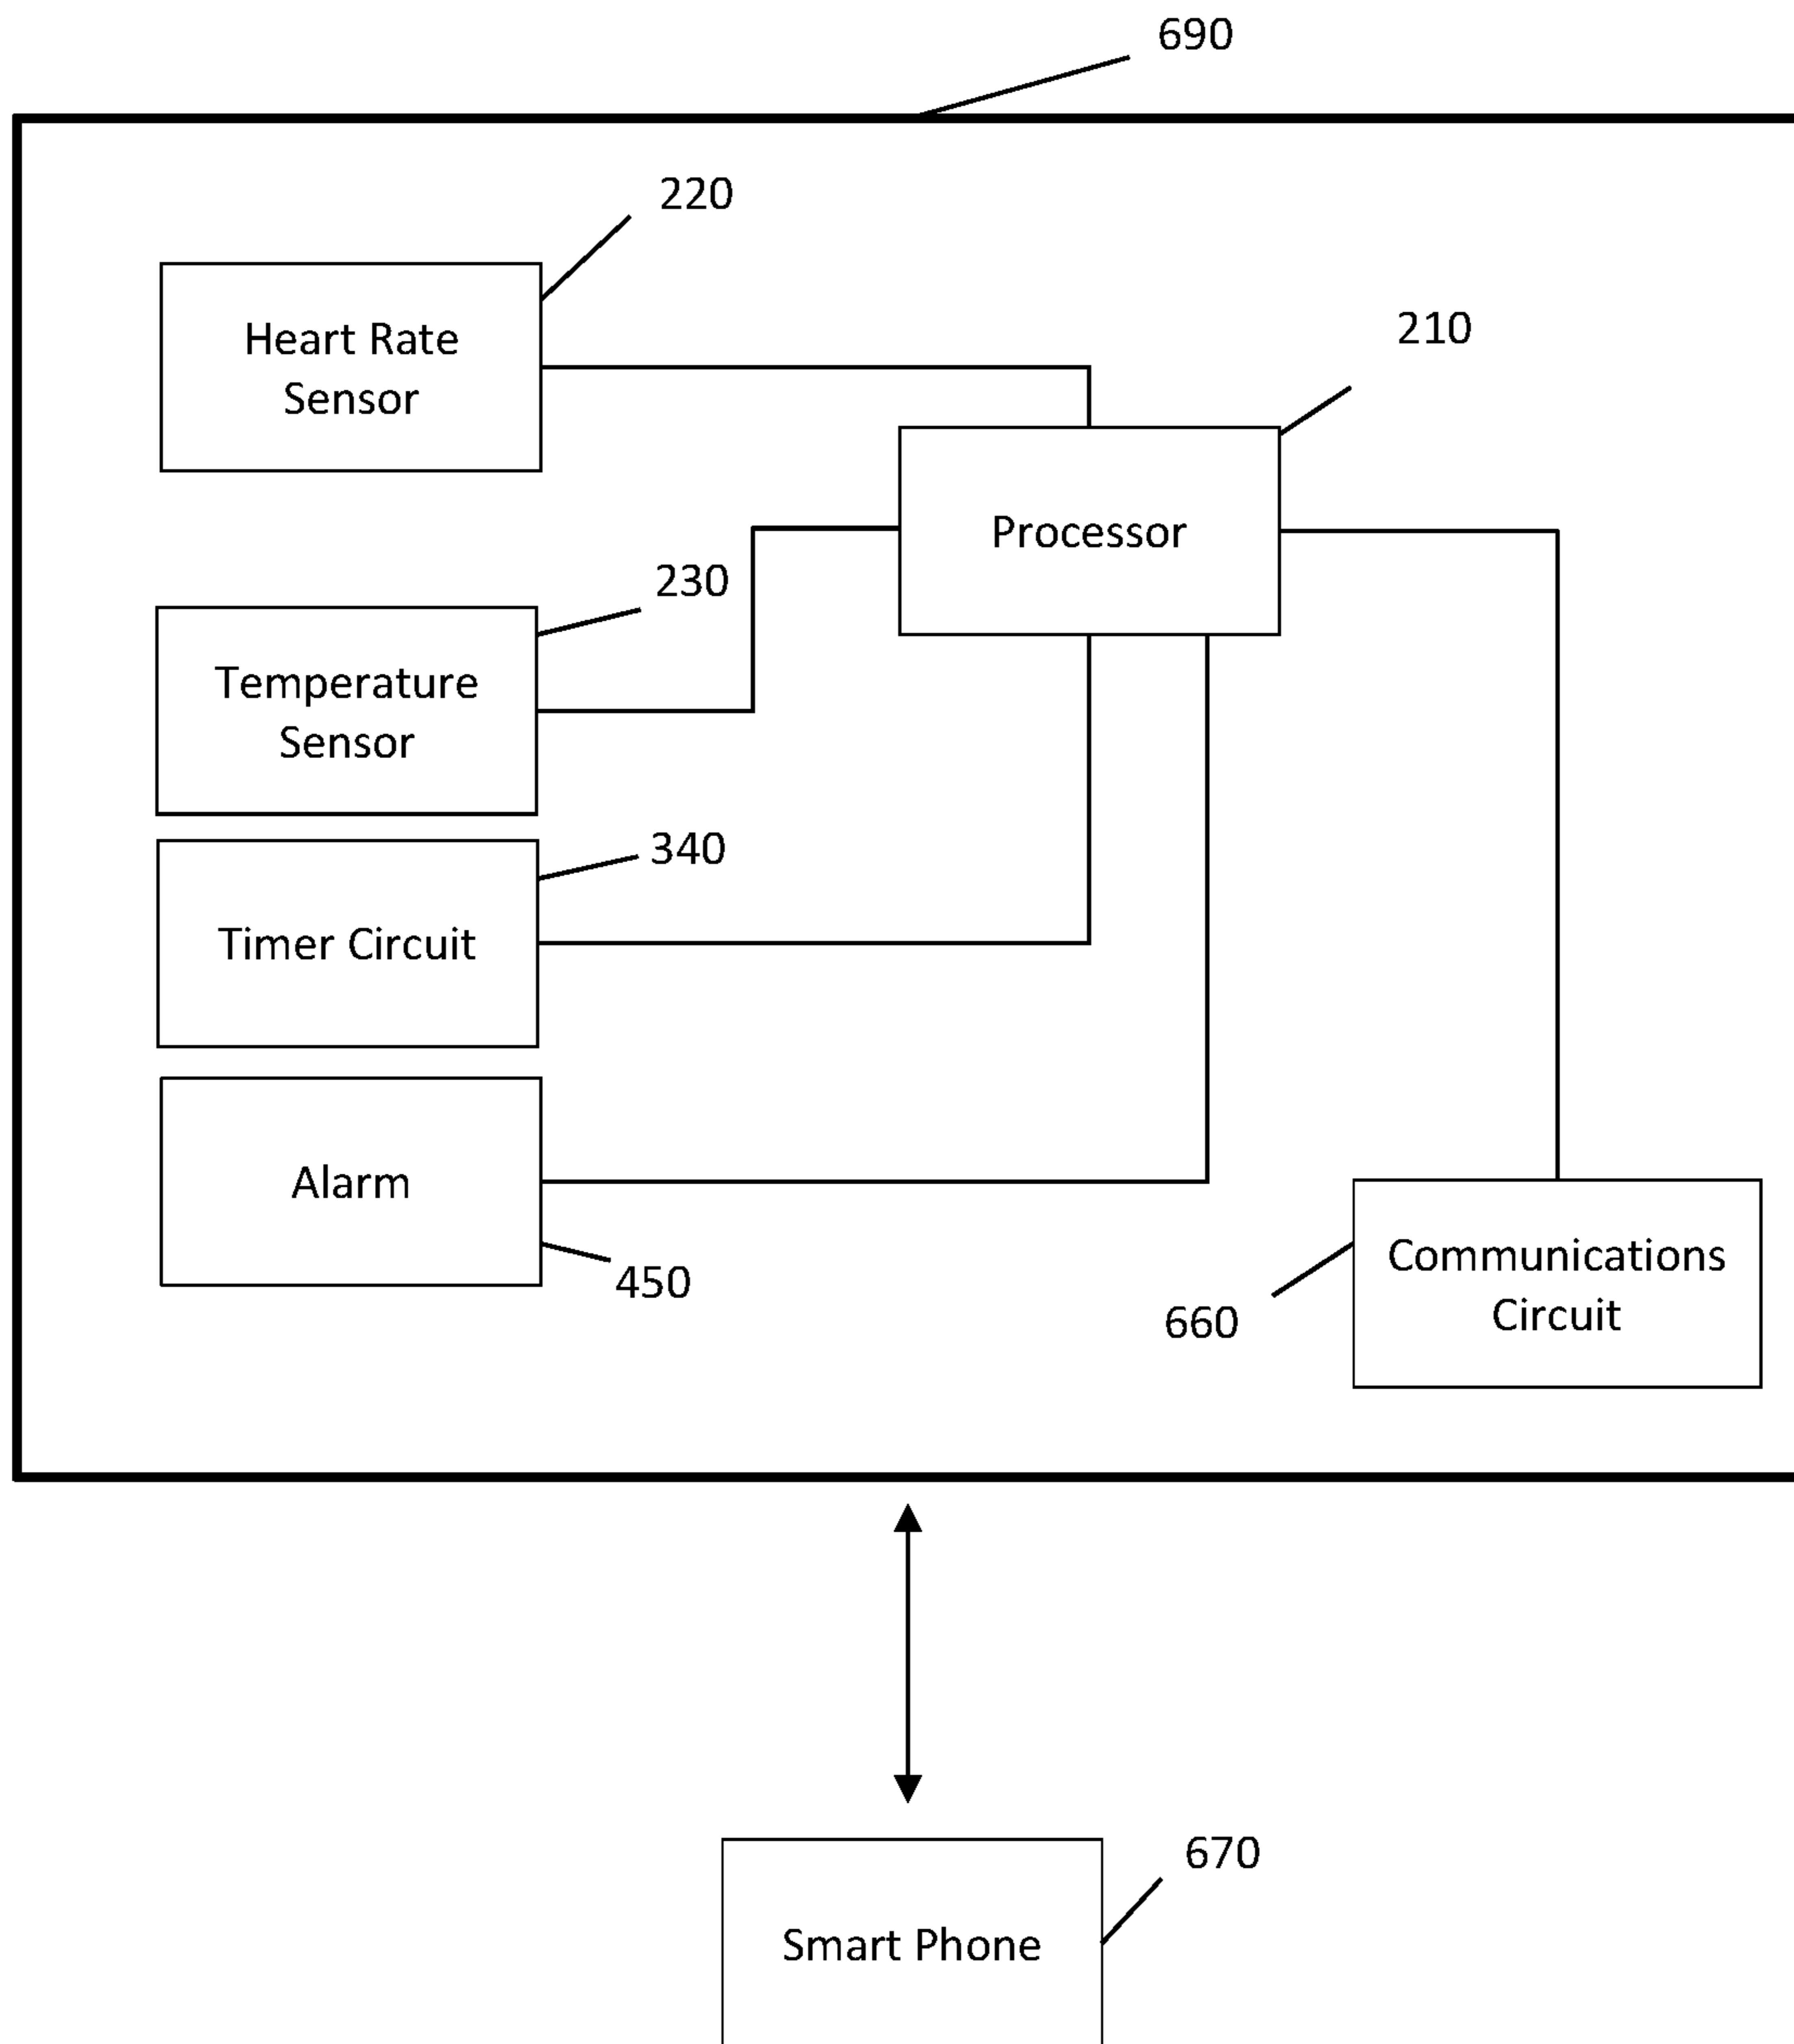 690
220
Heart Rate
Sensor
210
Processor
230
Temperature
Sensor
340
Timer Circuit
Alarm
450
Communications
Circuit
660
670
Smart Phone